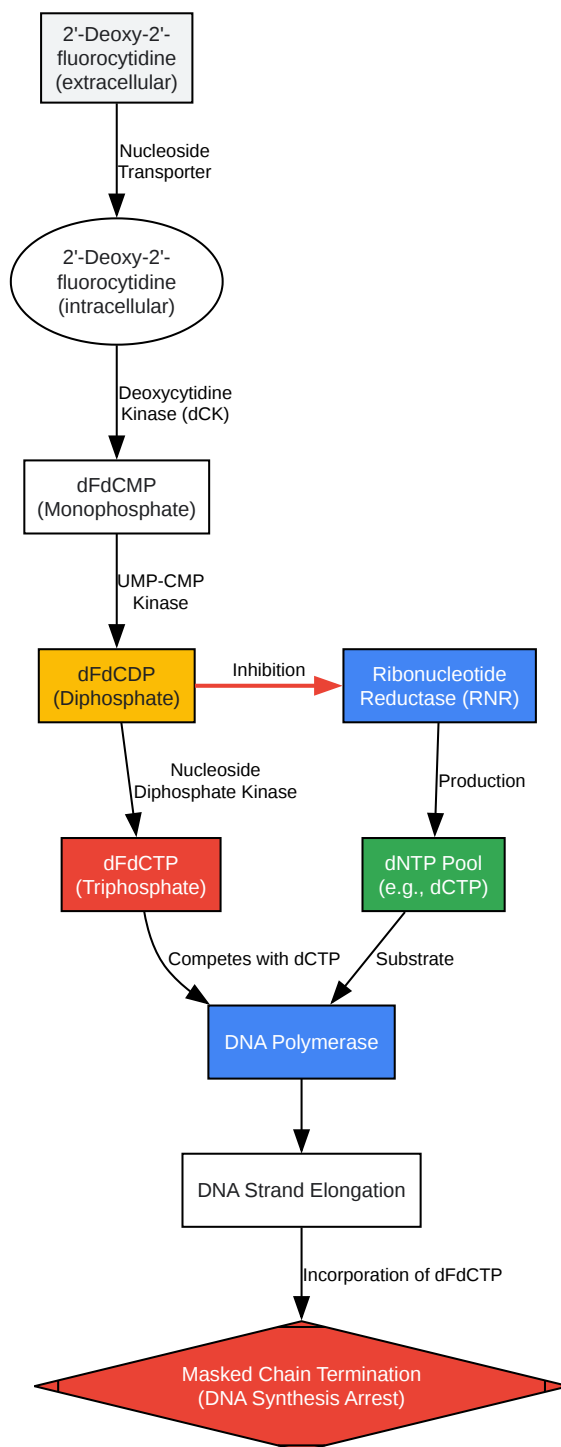 2'-Deoxy-2'-
fluorocytidine
(extracellular)
Nucleoside
Transporter
2'-Deoxy-2'-
fluorocytidine
(intracellular)
Deoxycytidine
Kinase (dCK)
dFdCMP
(Monophosphate)
UMP-CMP
Kinase
dFdCDP
(Diphosphate)
Inhibition
Ribonucleotide
Reductase (RNR)
Nucleoside
Diphosphate Kinase
Production
dFdCTP
(Triphosphate)
dNTP Pool
(e.g., dCTP)
Competes with dCTP
Substrate
DNA Polymerase
DNA Strand Elongation
Incorporation of dFdCTP
Masked Chain Termination
(DNA Synthesis Arrest)